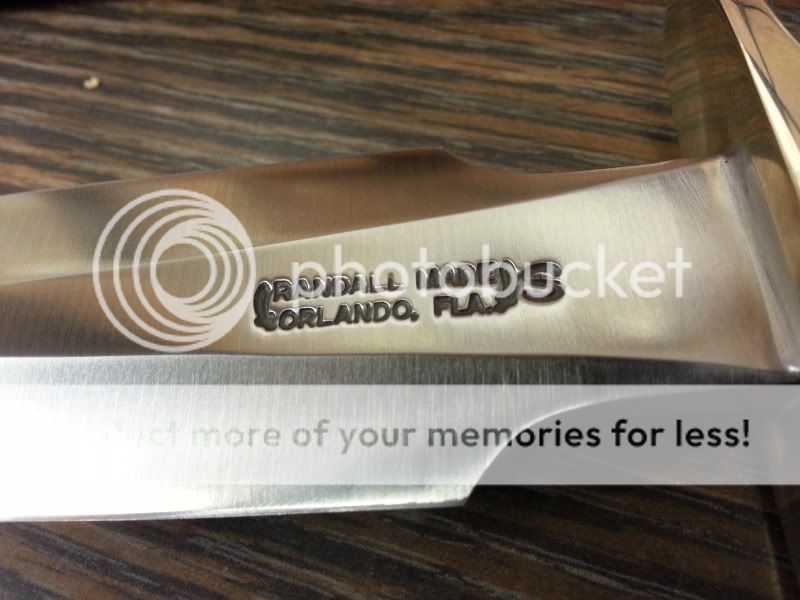 photobucket
RANDALL MADE S
ORLANDO, FLA.
more of your memories for less!